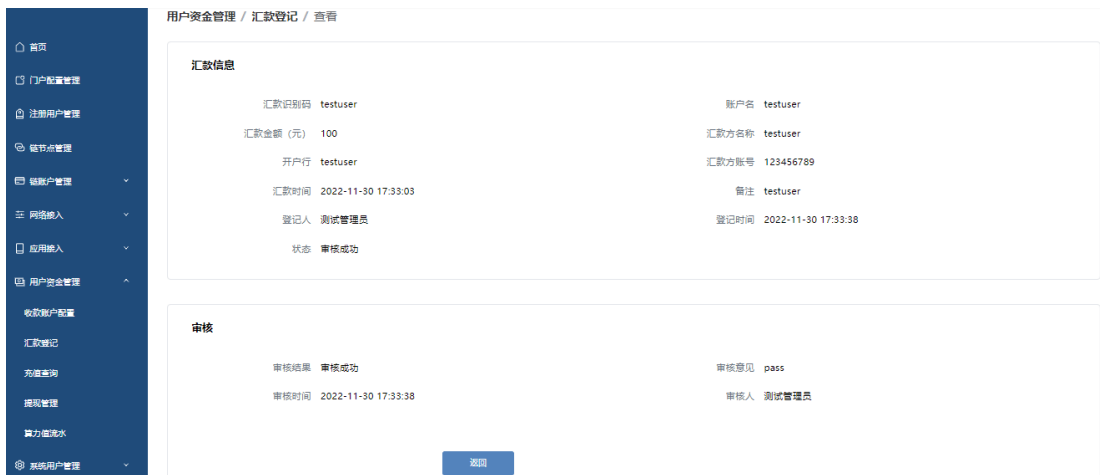 用户资金管理 / 汇款登记 / 查看
首页
门户配置管理
注册用户管理
链节点管理
链账户管理
网络接入
应用接入
用户资金管理
收款账户配置
汇款登记
充值查询
提现管理
算力值流水
系统用户管理
汇款信息
汇款识别码 testuser 账户名 testuser
汇款金额（元） 100 汇款方名称 testuser
开户行 testuser 汇款方账号 123456789
汇款时间 2022-11-30 17:33:03 备注 testuser
登记人 测试管理员 登记时间 2022-11-30 17:33:38
状态 审核成功
审核
审核结果 审核成功 审核意见 pass
审核时间 2022-11-30 17:33:38 审核人 测试管理员
返回